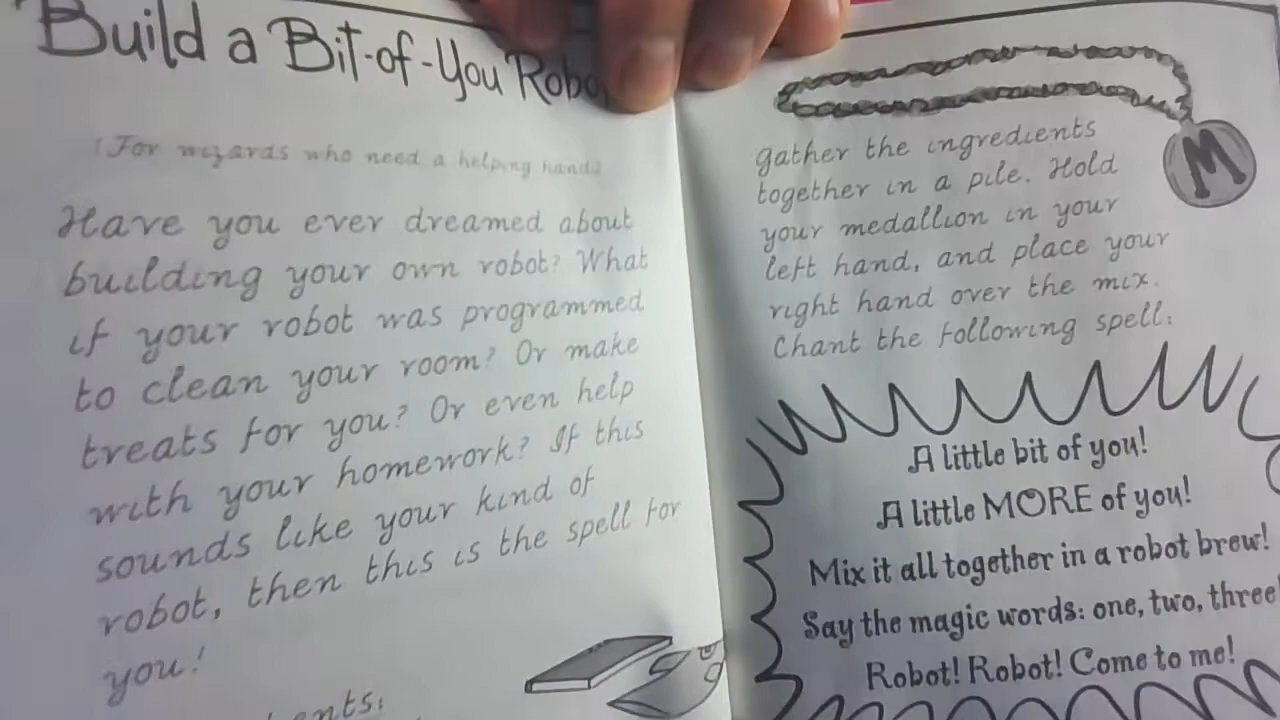 Build a Bit-of-You Robo
(For wizards who need a helping hand)
Have you ever dreamed about
building your own robot? What
if your robot was programmed
to clean your room? Or make
treats for you? Or even help
with your homework? If this
sounds like your kind of
robot, then this is the spell for
you!
ents:
M
gather the ingredients
together in a pile. Hold
your medallion in your
left hand, and place your
right hand over the mix.
Chant the following spell:
A little bit of you!
A little MORE of you!
Mix it all together in a robot brew!
Say the magic words: one, two, three!
Robot! Robot! Come to me!